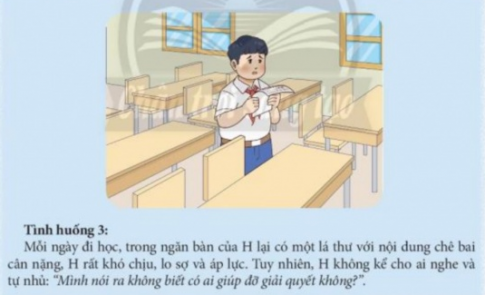 Tình huống 3:
Mỗi ngày đi học, trong ngăn bàn của H lại có một lá thư với nội dung chê bai
cân nặng, H rất khó chịu, lo sợ và áp lực. Tuy nhiên, H không kể cho ai nghe và
tự nhủ: "Mình nói ra không biết có ai giúp đỡ giải quyết không?".